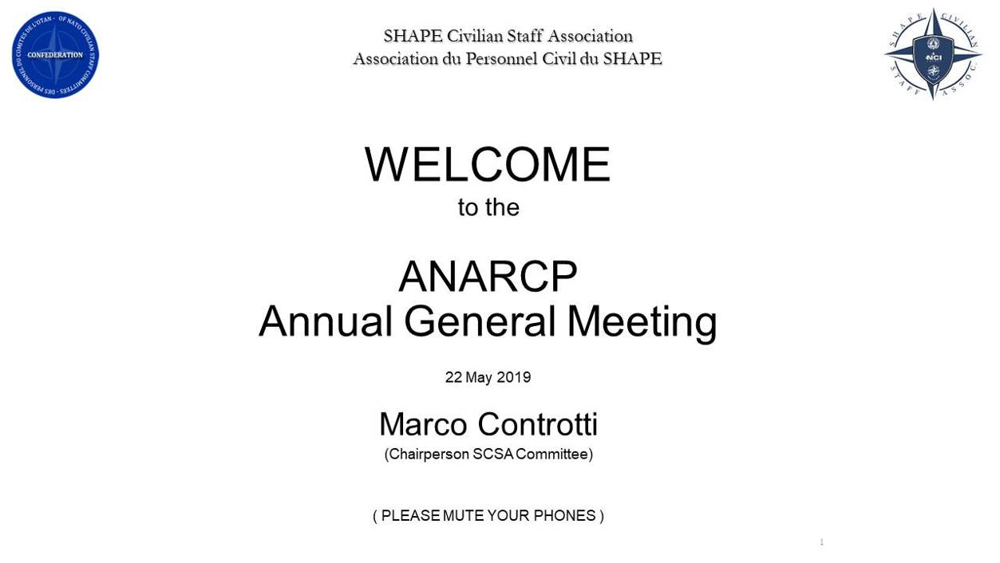 DES PERSONNEL DU COMITES DE L'OTAN - OF NATO CIVILIAN STAFF COMMITTEES -
CONFEDERATION
SHAPE Civilian Staff Association
Association du Personnel Civil du SHAPE
SHAPE CIVILIAN
NCI
STAFF ASSOC.
WELCOME
to the
ANARCP
Annual General Meeting
22 May 2019
Marco Controtti
(Chairperson SCSA Committee)
( PLEASE MUTE YOUR PHONES )
1